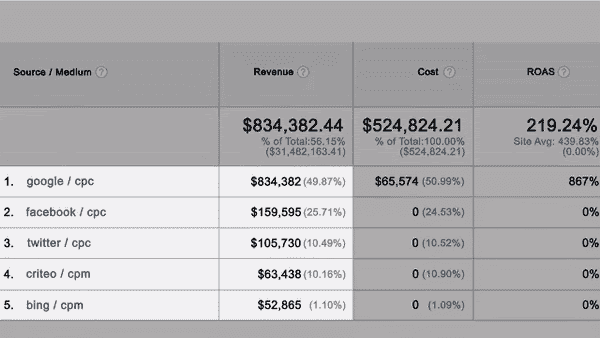 Source / Medium ? Revenue ? Cost ? ROAS ?
$834,382.44 $524,824.21 219.24%
% of Total:56.15% % of Total:100.00% Site Avg: 439.83%
($31,482,163.41) ($524,824.21) (0.00%)
1. google / cpc $834,382 (49.87%) $65,574 (50.99%) 867%
2. facebook / cpc $159,595 (25.71%) 0 (24.53%) 0%
3. twitter / cpc $105,730 (10.49%) 0 (10.52%) 0%
4. criteo / cpm $63,438 (10.16%) 0 (10.90%) 0%
5. bing / cpm $52,865 (1.10%) 0 (1.09%) 0%